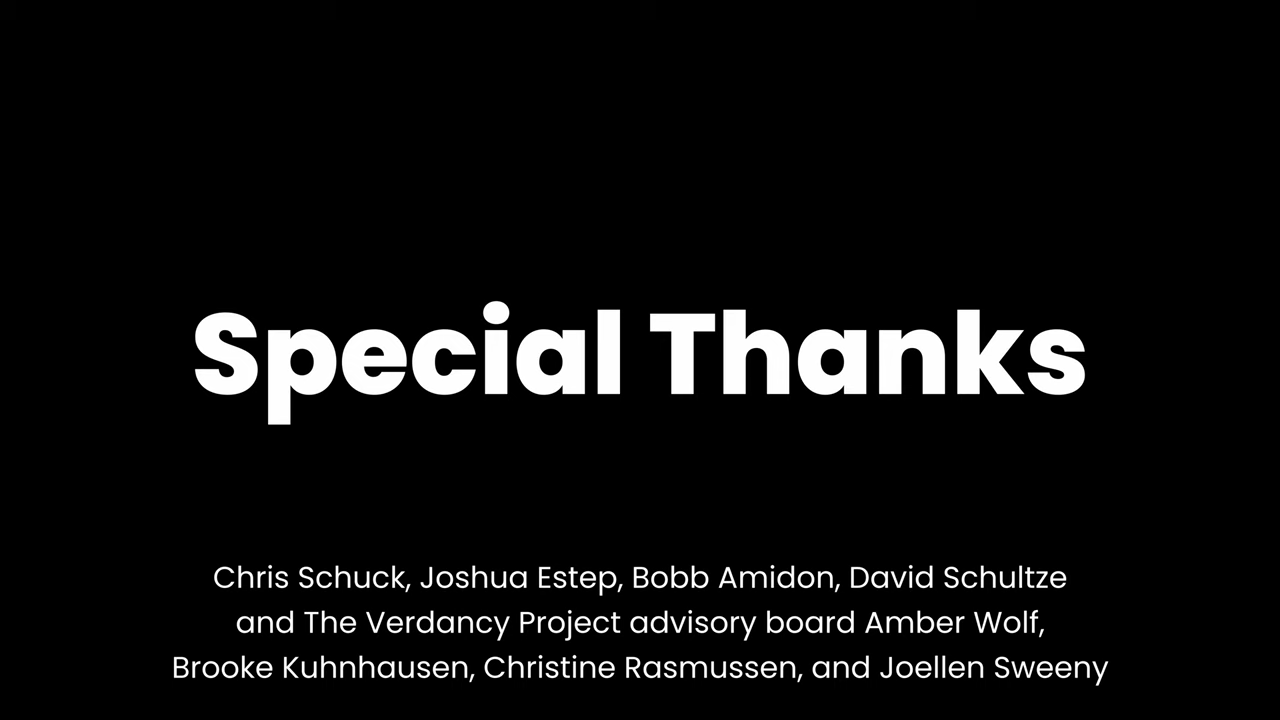 Special Thanks
Chris Schuck, Joshua Estep, Bobb Amidon, David Schultze
and The Verdancy Project advisory board Amber Wolf,
Brooke Kuhnhausen, Christine Rasmussen, and Joellen Sweeny